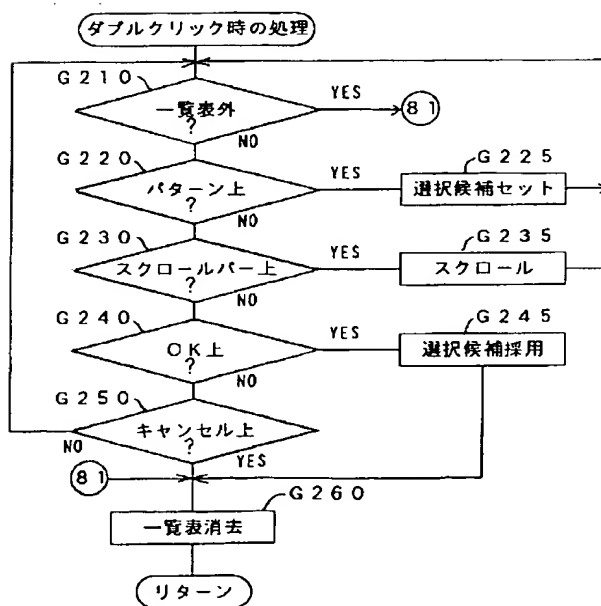 ダブルクリック時の処理
G210
一覧表外
?
YES
81
NO
G220
パターン上
?
YES
G225
選択候補セット
NO
G230
スクロールバー上
?
YES
G235
スクロール
NO
G240
OK上
?
YES
G245
選択候補採用
NO
G250
キャンセル上
?
NO
YES
81
G260
一覧表消去
リターン